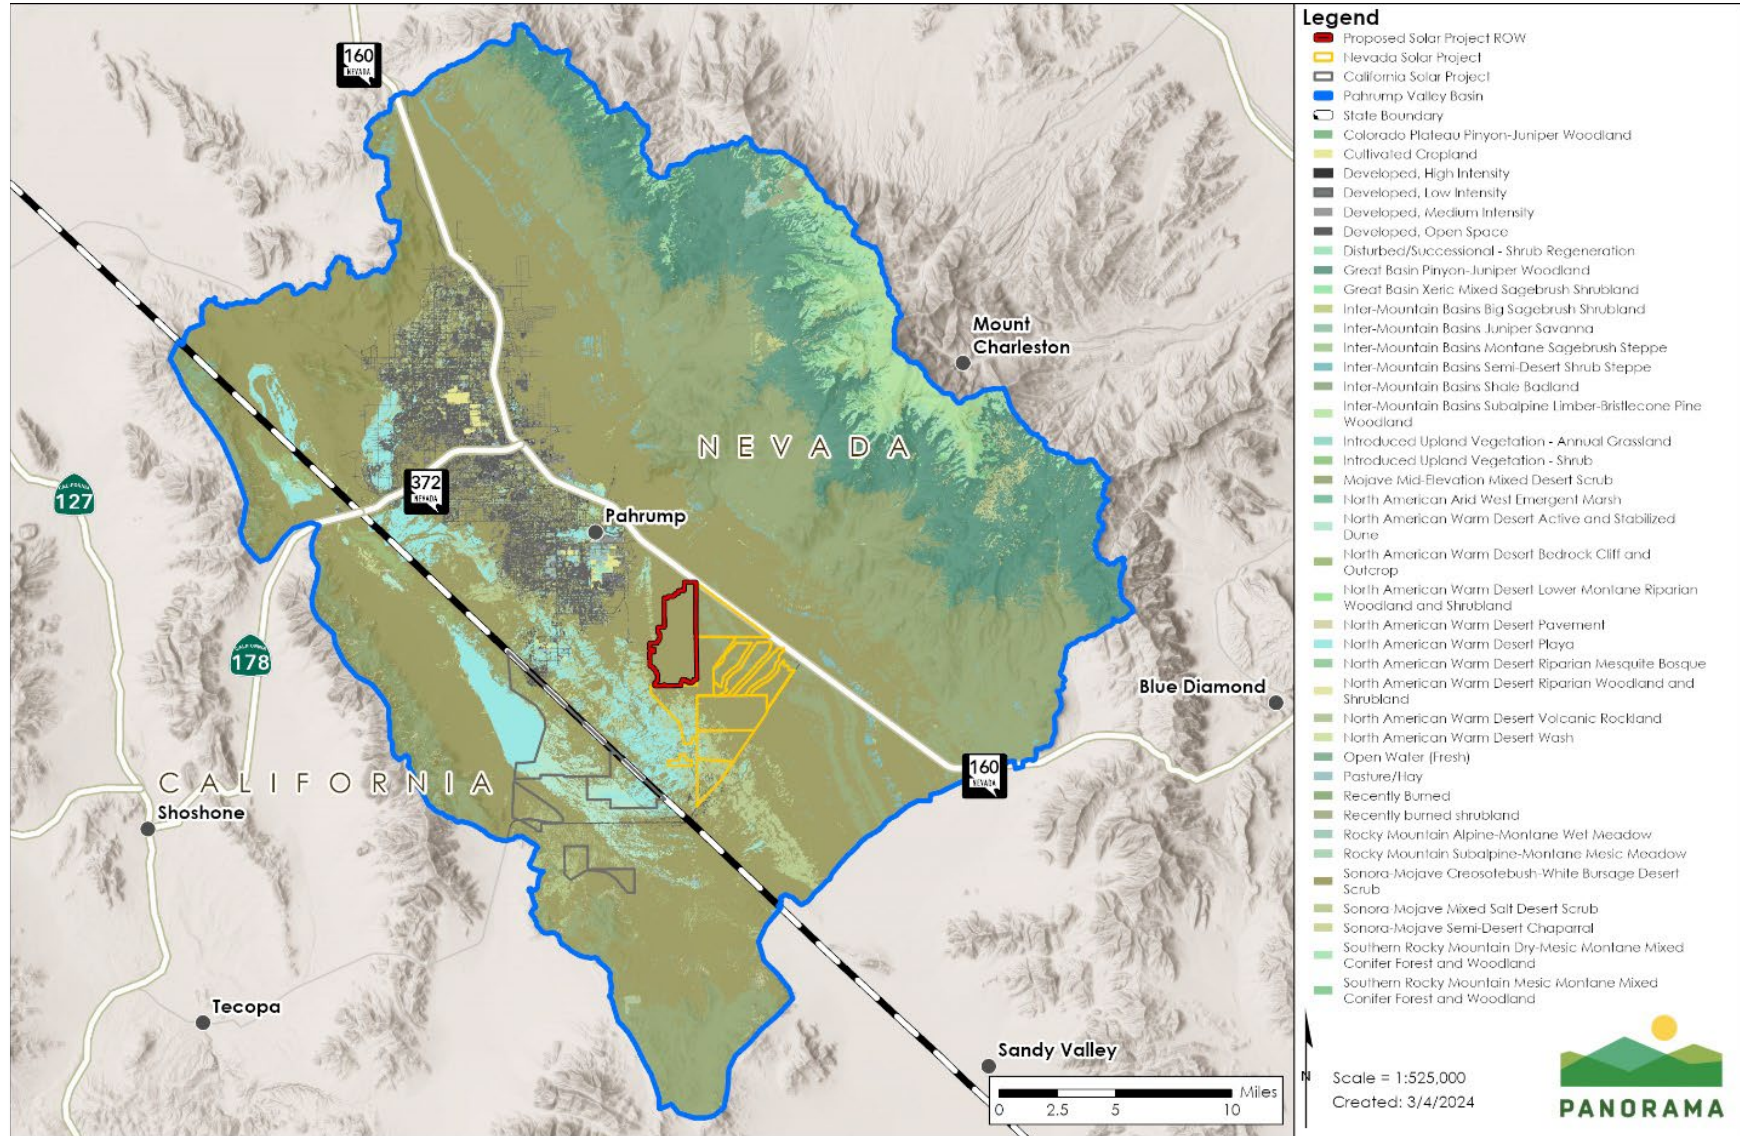 160
NEVADA
Mount
Charleston
NEVADA
372
NEVADA
CALIFORNIA
127
Pahrump
CALIFORNIA
178
Blue Diamond
160
NEVADA
CALIFORNIA
Shoshone
Tecopa
Sandy Valley
Miles
0 2.5 5 10
Legend
Proposed Solar Project ROW
Nevada Solar Project
California Solar Project
Pahrump Valley Basin
State Boundary
Colorado Plateau Pinyon-Juniper Woodland
Cultivated Cropland
Developed, High Intensity
Developed, Low Intensity
Developed, Medium Intensity
Developed, Open Space
Disturbed/Successional - Shrub Regeneration
Great Basin Pinyon-Juniper Woodland
Great Basin Xeric Mixed Sagebrush Shrubland
Inter-Mountain Basins Big Sagebrush Shrubland
Inter-Mountain Basins Juniper Savanna
Inter-Mountain Basins Montane Sagebrush Steppe
Inter-Mountain Basins Semi-Desert Shrub Steppe
Inter-Mountain Basins Shale Badland
Inter-Mountain Basins Subalpine Limber-Bristlecone Pine
Woodland
Introduced Upland Vegetation - Annual Grassland
Introduced Upland Vegetation - Shrub
Mojave Mid-Elevation Mixed Desert Scrub
North American Arid West Emergent Marsh
North American Warm Desert Active and Stabilized
Dune
North American Warm Desert Bedrock Cliff and
Outcrop
North American Warm Desert Lower Montane Riparian
Woodland and Shrubland
North American Warm Desert Pavement
North American Warm Desert Playa
North American Warm Desert Riparian Mesquite Bosque
North American Warm Desert Riparian Woodland and
Shrubland
North American Warm Desert Volcanic Rockland
North American Warm Desert Wash
Open Water (Fresh)
Pasture/Hay
Recently Burned
Recently burned shrubland
Rocky Mountain Alpine-Montane Wet Meadow
Rocky Mountain Subalpine-Montane Mesic Meadow
Sonora-Mojave Creosotebush-White Bursage Desert
Scrub
Sonora-Mojave Mixed Salt Desert Scrub
Sonora-Mojave Semi-Desert Chaparral
Southern Rocky Mountain Dry-Mesic Montane Mixed
Conifer Forest and Woodland
Southern Rocky Mountain Mesic Montane Mixed
Conifer Forest and Woodland
N
Scale = 1:525,000
Created: 3/4/2024
PANORAMA